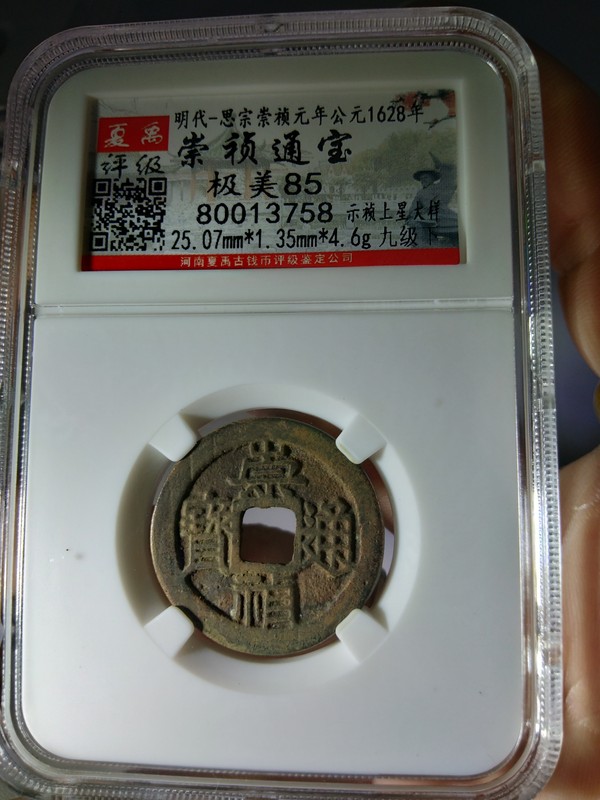 夏禹
评级
明代-思宗崇祯元年公元1628年
崇祯通宝
极美85
80013758 示祯上星大样
25.07mm*1.35mm*4.6g 九级下
河南夏禹古钱币评级鉴定公司
崇
寶 通
禎